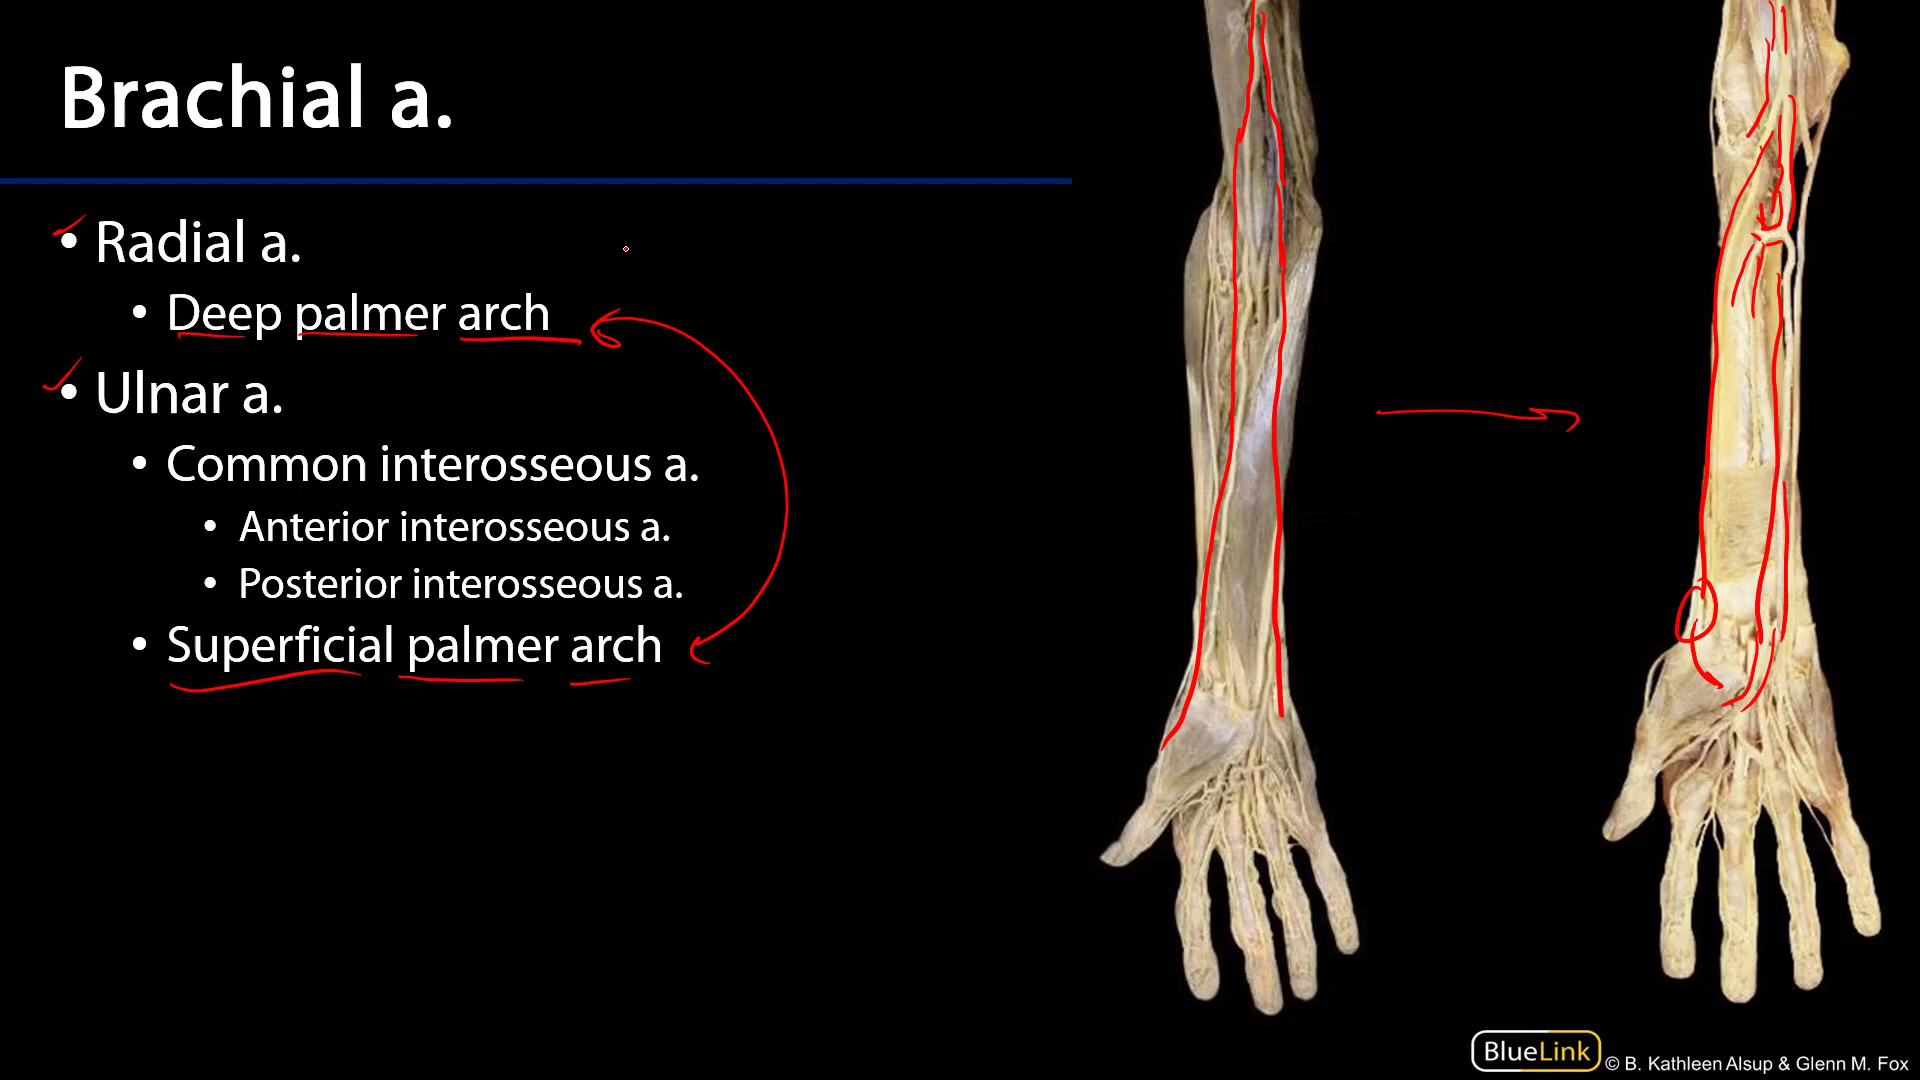 Brachial a.
• Radial a.
• Deep palmer arch
• Ulnar a.
• Common interosseous a.
• Anterior interosseous a.
• Posterior interosseous a.
• Superficial palmer arch
BlueLink © B. Kathleen Alsup & Glenn M. Fox